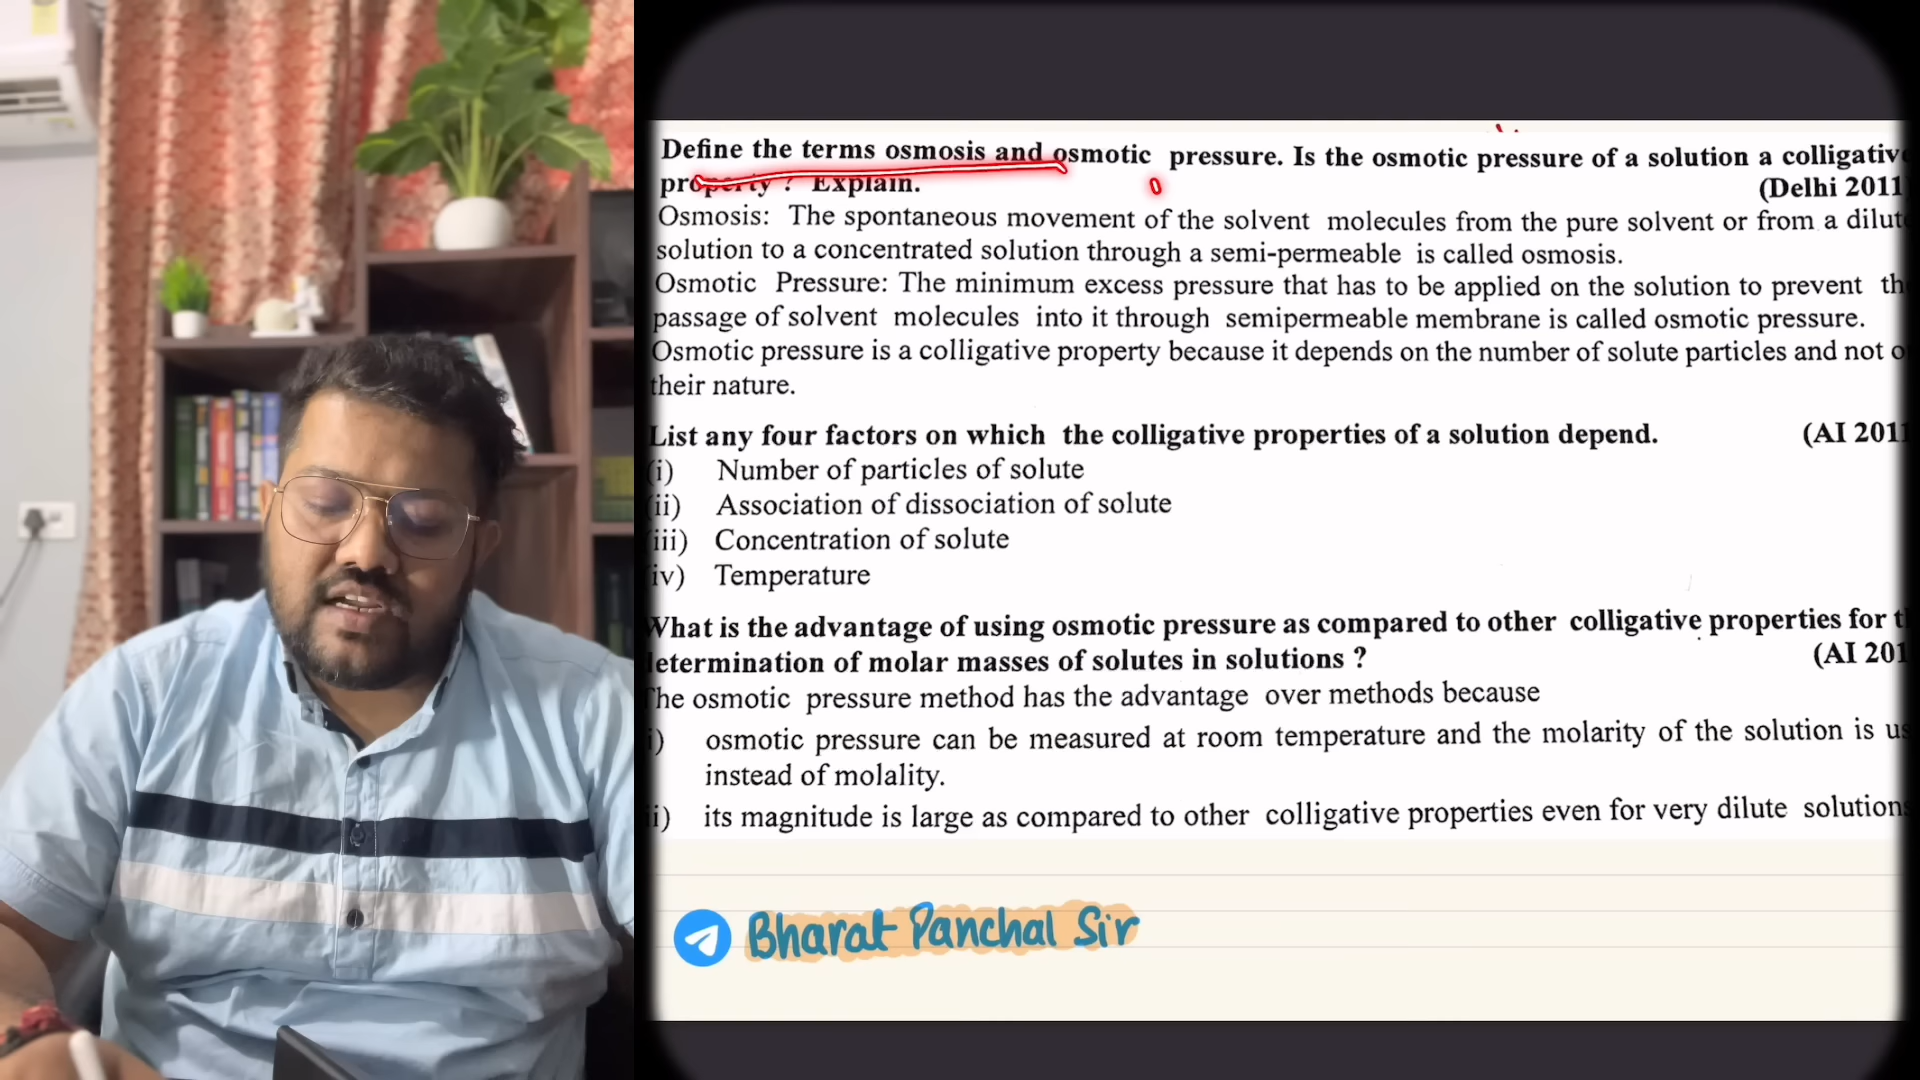 Define the terms osmosis and osmotic pressure. Is the osmotic pressure of a solution a colligativ
property ? Explain. (Delhi 2011
Osmosis: The spontaneous movement of the solvent molecules from the pure solvent or from a dilut
solution to a concentrated solution through a semi-permeable is called osmosis.
Osmotic Pressure: The minimum excess pressure that has to be applied on the solution to prevent th
passage of solvent molecules into it through semipermeable membrane is called osmotic pressure.
Osmotic pressure is a colligative property because it depends on the number of solute particles and not o
their nature.
List any four factors on which the colligative properties of a solution depend. (AI 2011
(i) Number of particles of solute
(ii) Association of dissociation of solute
(iii) Concentration of solute
(iv) Temperature
What is the advantage of using osmotic pressure as compared to other colligative properties for t
determination of molar masses of solutes in solutions ? (AI 201
The osmotic pressure method has the advantage over methods because
i) osmotic pressure can be measured at room temperature and the molarity of the solution is us
instead of molality.
ii) its magnitude is large as compared to other colligative properties even for very dilute solutions
Bharat Panchal Sir